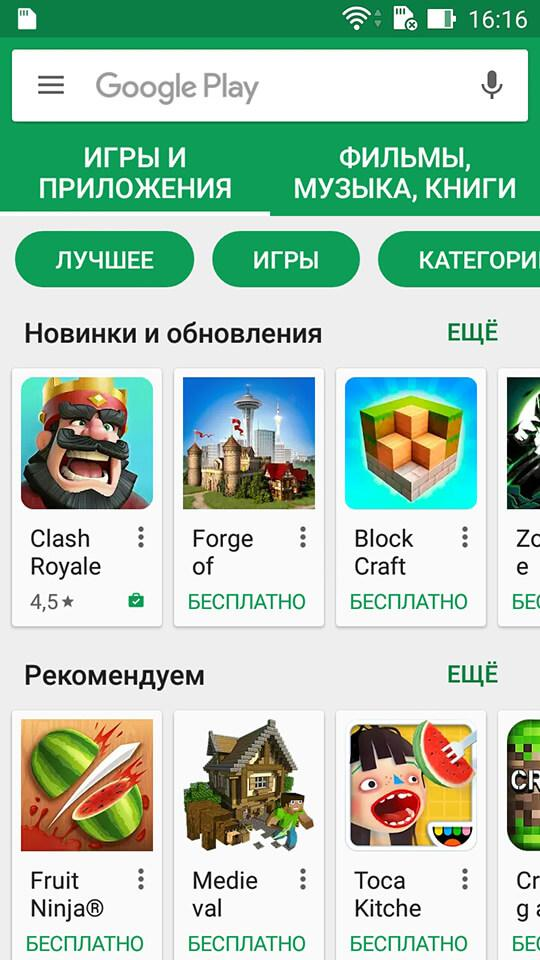 16:16
Google Play
ИГРЫ И
ПРИЛОЖЕНИЯ
ФИЛЬМЫ,
МУЗЫКА, КНИГИ
ЛУЧШЕЕ
ИГРЫ
КАТЕГОРИ
Новинки и обновления
ЕЩЁ
Clash
Royale
4,5
Forge
of
БЕСПЛАТНО
Block
Craft
БЕСПЛАТНО
Zo
e
БЕ
Рекомендуем
ЕЩЁ
Fruit
Ninja®
БЕСПЛАТНО
Medie
val
БЕСПЛАТНО
Toca
Kitche
БЕСПЛАТНО
CR
Cr
g a
БЕ